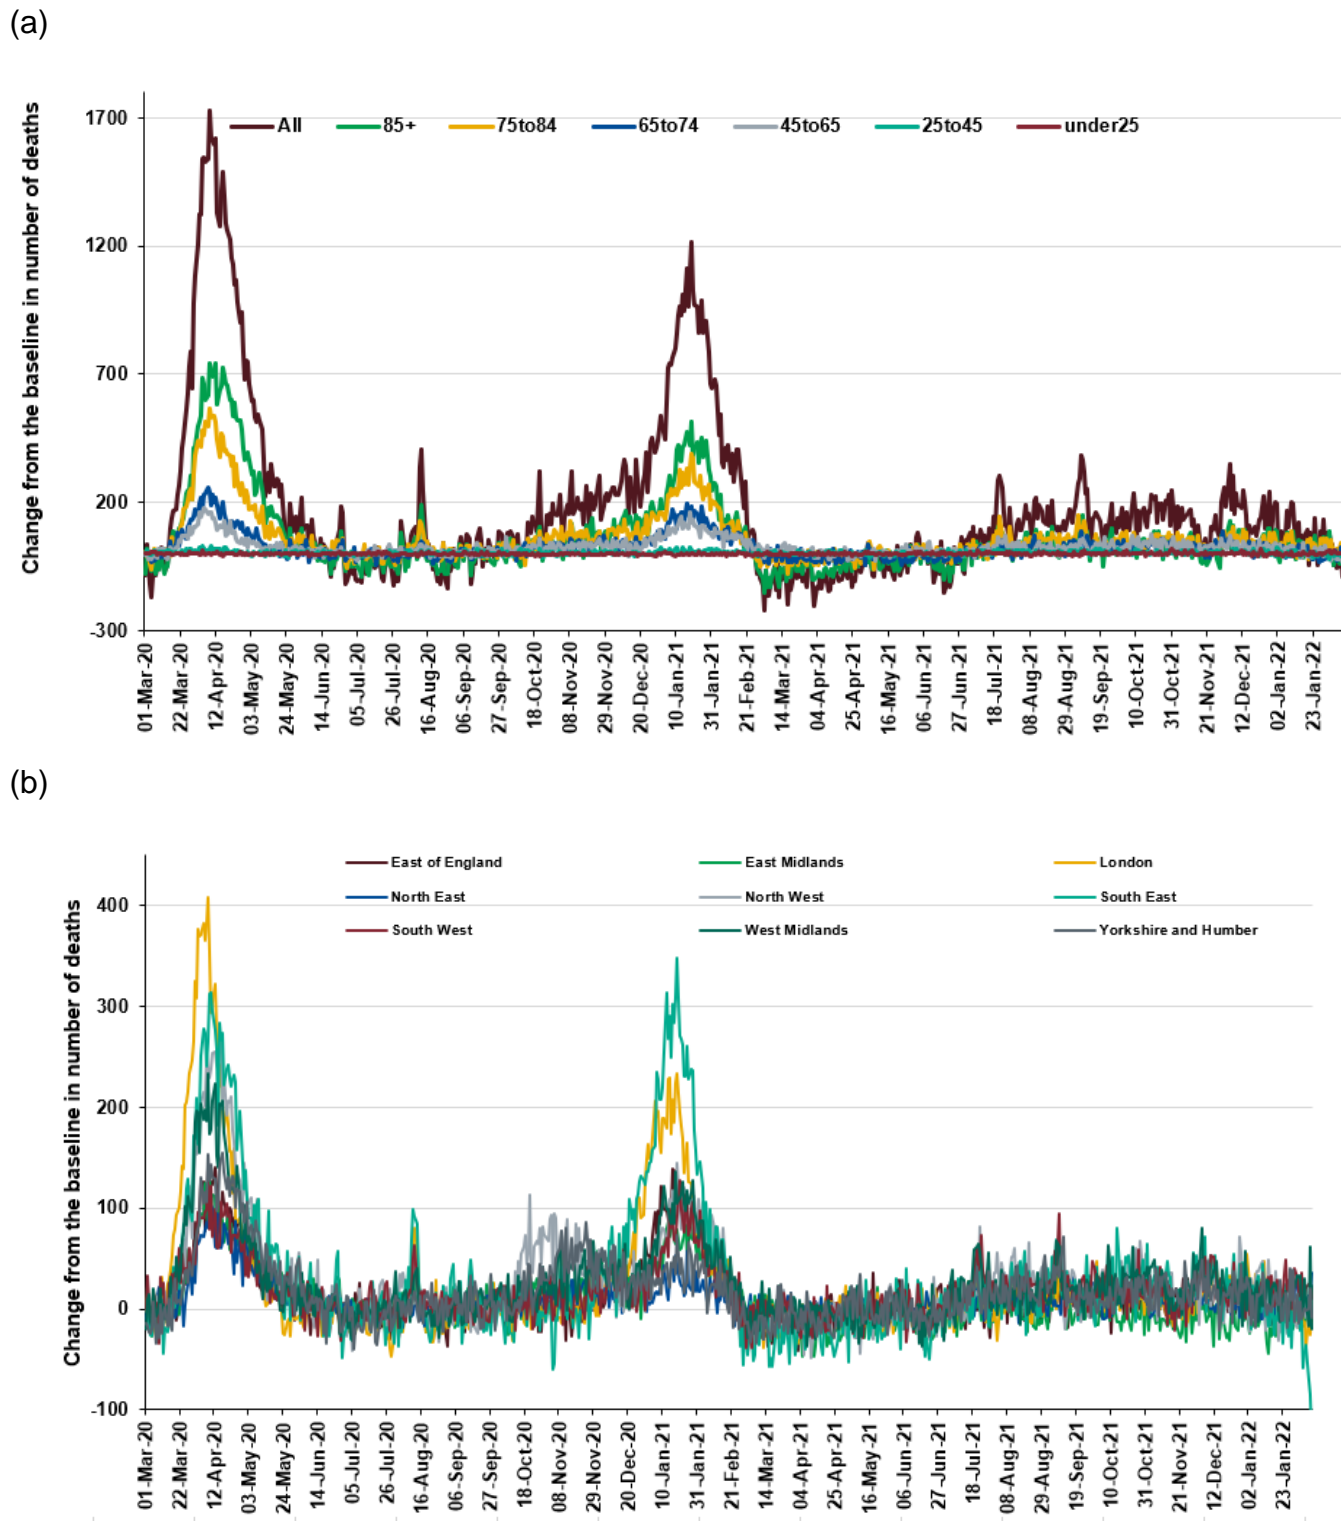 (a)
Change from the baseline in number of deaths
1700
1200
700
200
-300
All 85+ 75to84 65to74 45to65 25to45 under25
01-Mar-20
22-Mar-20
12-Apr-20
03-May-20
24-May-20
14-Jun-20
05-Jul-20
26-Jul-20
16-Aug-20
06-Sep-20
27-Sep-20
18-Oct-20
08-Nov-20
29-Nov-20
20-Dec-20
10-Jan-21
31-Jan-21
21-Feb-21
14-Mar-21
04-Apr-21
25-Apr-21
16-May-21
06-Jun-21
27-Jun-21
18-Jul-21
08-Aug-21
29-Aug-21
19-Sep-21
10-Oct-21
31-Oct-21
21-Nov-21
12-Dec-21
02-Jan-22
23-Jan-22
(b)
Change from the baseline in number of deaths
400
300
200
100
0
-100
East of England East Midlands London
North East North West South East
South West West Midlands Yorkshire and Humber
01-Mar-20
22-Mar-20
12-Apr-20
03-May-20
24-May-20
14-Jun-20
05-Jul-20
26-Jul-20
16-Aug-20
06-Sep-20
27-Sep-20
18-Oct-20
08-Nov-20
29-Nov-20
20-Dec-20
10-Jan-21
31-Jan-21
21-Feb-21
14-Mar-21
04-Apr-21
25-Apr-21
16-May-21
06-Jun-21
27-Jun-21
18-Jul-21
08-Aug-21
29-Aug-21
19-Sep-21
10-Oct-21
31-Oct-21
21-Nov-21
12-Dec-21
02-Jan-22
23-Jan-22